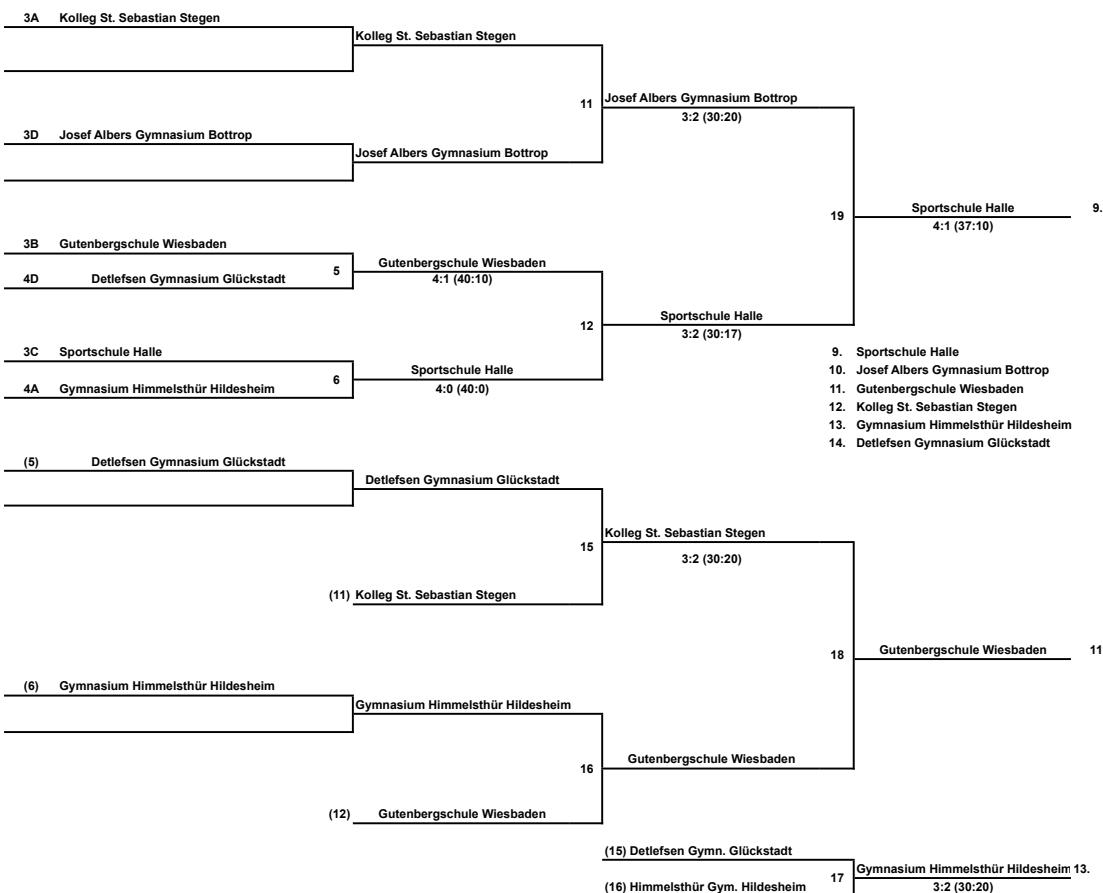 3A Kolleg St. Sebastian Stegen
Kolleg St. Sebastian Stegen
11 Josef Albers Gymnasium Bottrop
3:2 (30:20)
3D Josef Albers Gymnasium Bottrop
Josef Albers Gymnasium Bottrop
19 Sportschule Halle 9.
4:1 (37:10)
3B Gutenbergschule Wiesbaden
5 Gutenbergschule Wiesbaden
4D Detlefsen Gymnasium Glückstadt
4:1 (40:10)
12 Sportschule Halle
3:2 (30:17)
3C Sportschule Halle
6 Sportschule Halle
4A Gymnasium Himmelsthür Hildesheim
4:0 (40:0)
9. Sportschule Halle
10. Josef Albers Gymnasium Bottrop
11. Gutenbergschule Wiesbaden
12. Kolleg St. Sebastian Stegen
13. Gymnasium Himmelsthür Hildesheim
14. Detlefsen Gymnasium Glückstadt
(5) Detlefsen Gymnasium Glückstadt
Detlefsen Gymnasium Glückstadt
15 Kolleg St. Sebastian Stegen
3:2 (30:20)
(11) Kolleg St. Sebastian Stegen
18 Gutenbergschule Wiesbaden 11
(6) Gymnasium Himmelsthür Hildesheim
Gymnasium Himmelsthür Hildesheim
16 Gutenbergschule Wiesbaden
(12) Gutenbergschule Wiesbaden
(15) Detlefsen Gymn. Glückstadt
17 Gymnasium Himmelsthür Hildesheim 13.
(16) Himmelsthür Gym. Hildesheim
3:2 (30:20)